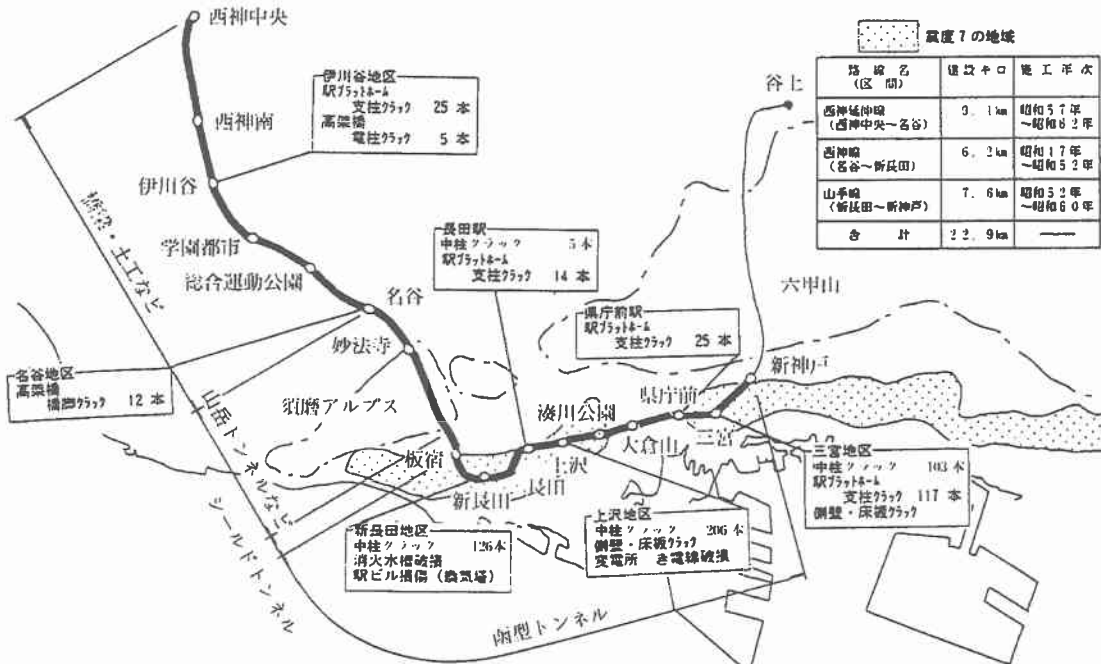 西神中央
西神南
伊川谷
学園都市
総合運動公園
名谷
妙法寺
須磨アルプス
板宿
新長田
長田
上沢
湊川公園
大倉山
県庁前
三宮
新神戸
六甲山
谷上
伊川谷地区
駅プラットホーム
支柱クラック 25 本
高架橋
電柱クラック 5 本
長田駅
中柱クラック 5本
駅プラットホーム
支柱クラック 14 本
県庁前駅
駅プラットホーム
支柱クラック 25 本
名谷地区
高架橋
橋脚クラック 12 本
新長田地区
中柱クラック 126本
消火水槽破損
駅ビル損傷(換気塔)
上沢地区
中柱クラック 206本
側壁・床版クラック
変電所 き電線破損
三宮地区
中柱クラック 103本
駅プラットホーム
支柱クラック 117 本
側壁・床版クラック
橋梁・土工など
山岳トンネルなど
シールドトンネル
函型トンネル
震度7の地域
路線名
(区間)
建設キロ
施工年次
西神延伸線
(西神中央~名谷)
9.1km
昭和57年
~昭和62年
西神線
(名谷~新長田)
6.2km
~昭和52年
山手線
(新長田~新神戸)
7.6km
昭和52年
~昭和60年
合計
22.9km